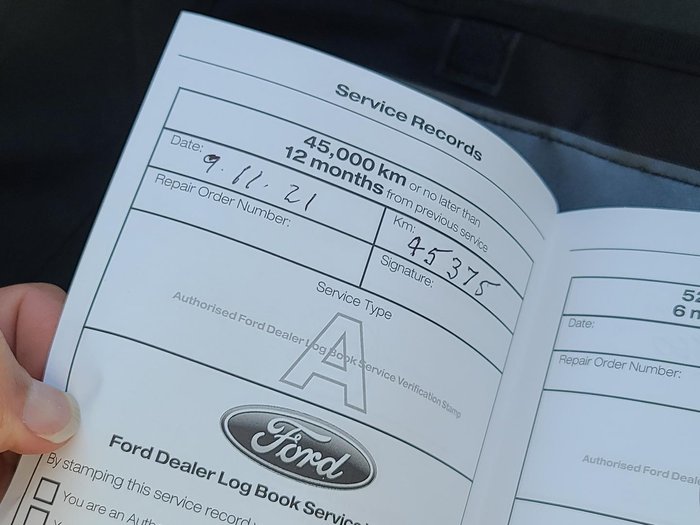 Service Records
45,000 km or no later than
12 months from previous service
Date: 9.11.21
Km: 45375
Repair Order Number:
Signature:
Service Type
A
Authorised Ford Dealer Log Book Service Verification Stamp
Ford
Ford Dealer Log Book Service
By stamping this service record
You are an Auth
52
6 m
Date:
Repair Order Number:
Authorised Ford Deal